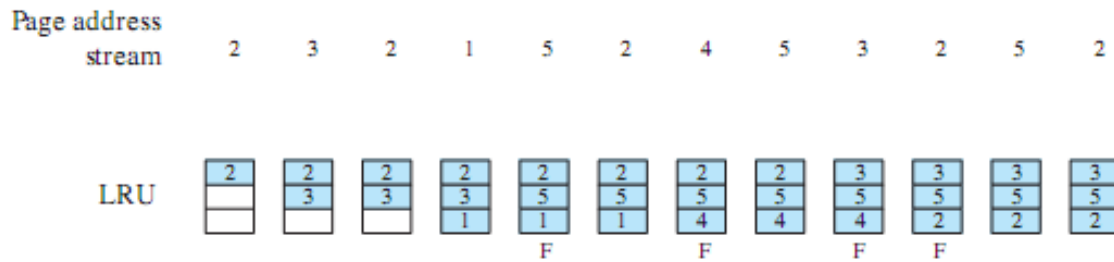 Page address
stream 2 3 2 1 5 2 4 5 3 2 5 2
LRU
2 2 2 2 2 2 2 2 3 3 3 3
3 3 3 5 5 5 5 5 5 5 5
1 1 1 4 4 4 2 2 2
F F F F